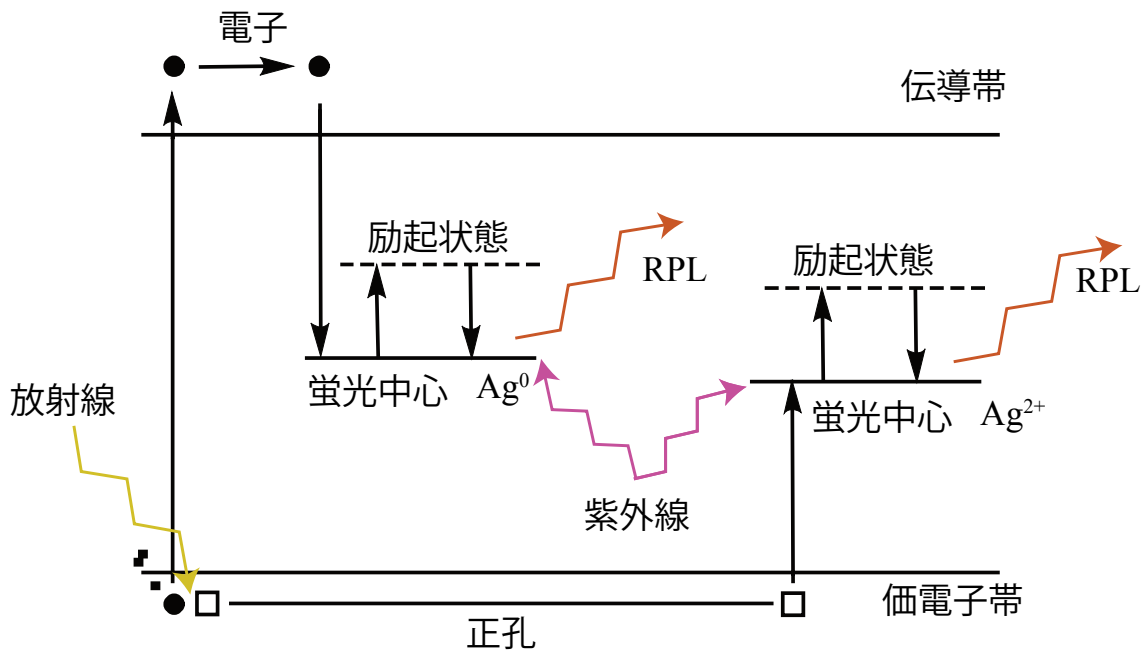 電子
伝導帯
励起状態
RPL
励起状態
RPL
蛍光中心 Ag⁰
放射線
蛍光中心 Ag²⁺
紫外線
価電子帯
正孔